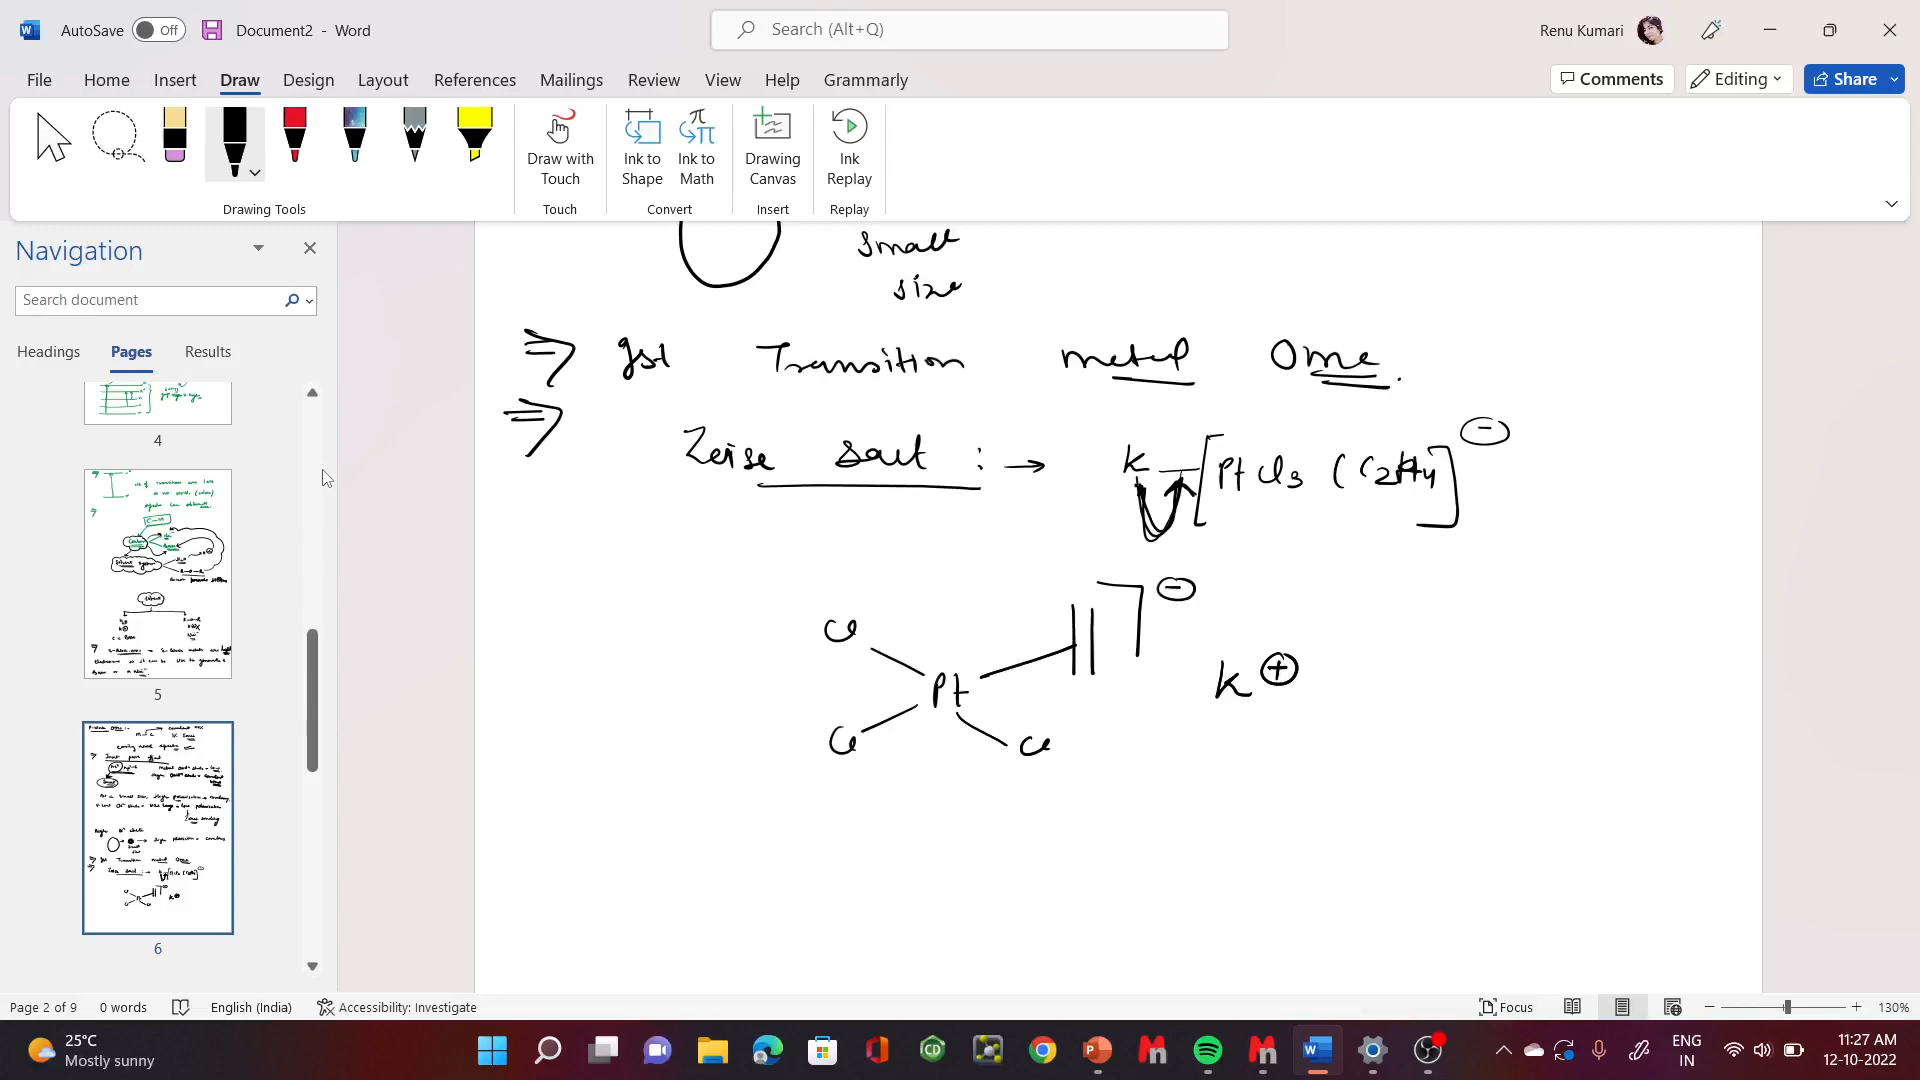 AutoSave Off Document2 - Word Search (Alt+Q) Renu Kumari
File Home Insert Draw Design Layout References Mailings Review View Help Grammarly Comments Editing Share
Draw with Touch Ink to Shape Ink to Math Drawing Canvas Ink Replay
Drawing Tools Touch Convert Insert Replay
Navigation
Search document
Headings Pages Results
4
5
6
Small
size
⇒ Ist Transition metal OMC.
⇒ Zeise Salt :→ K[PtCl3(C2H4]⊖
Cl ⊖
Pt K⊕
Cl Cl
Page 2 of 9 0 words English (India) Accessibility: Investigate Focus 130%
25°C
Mostly sunny
ENG
IN
11:27 AM
12-10-2022